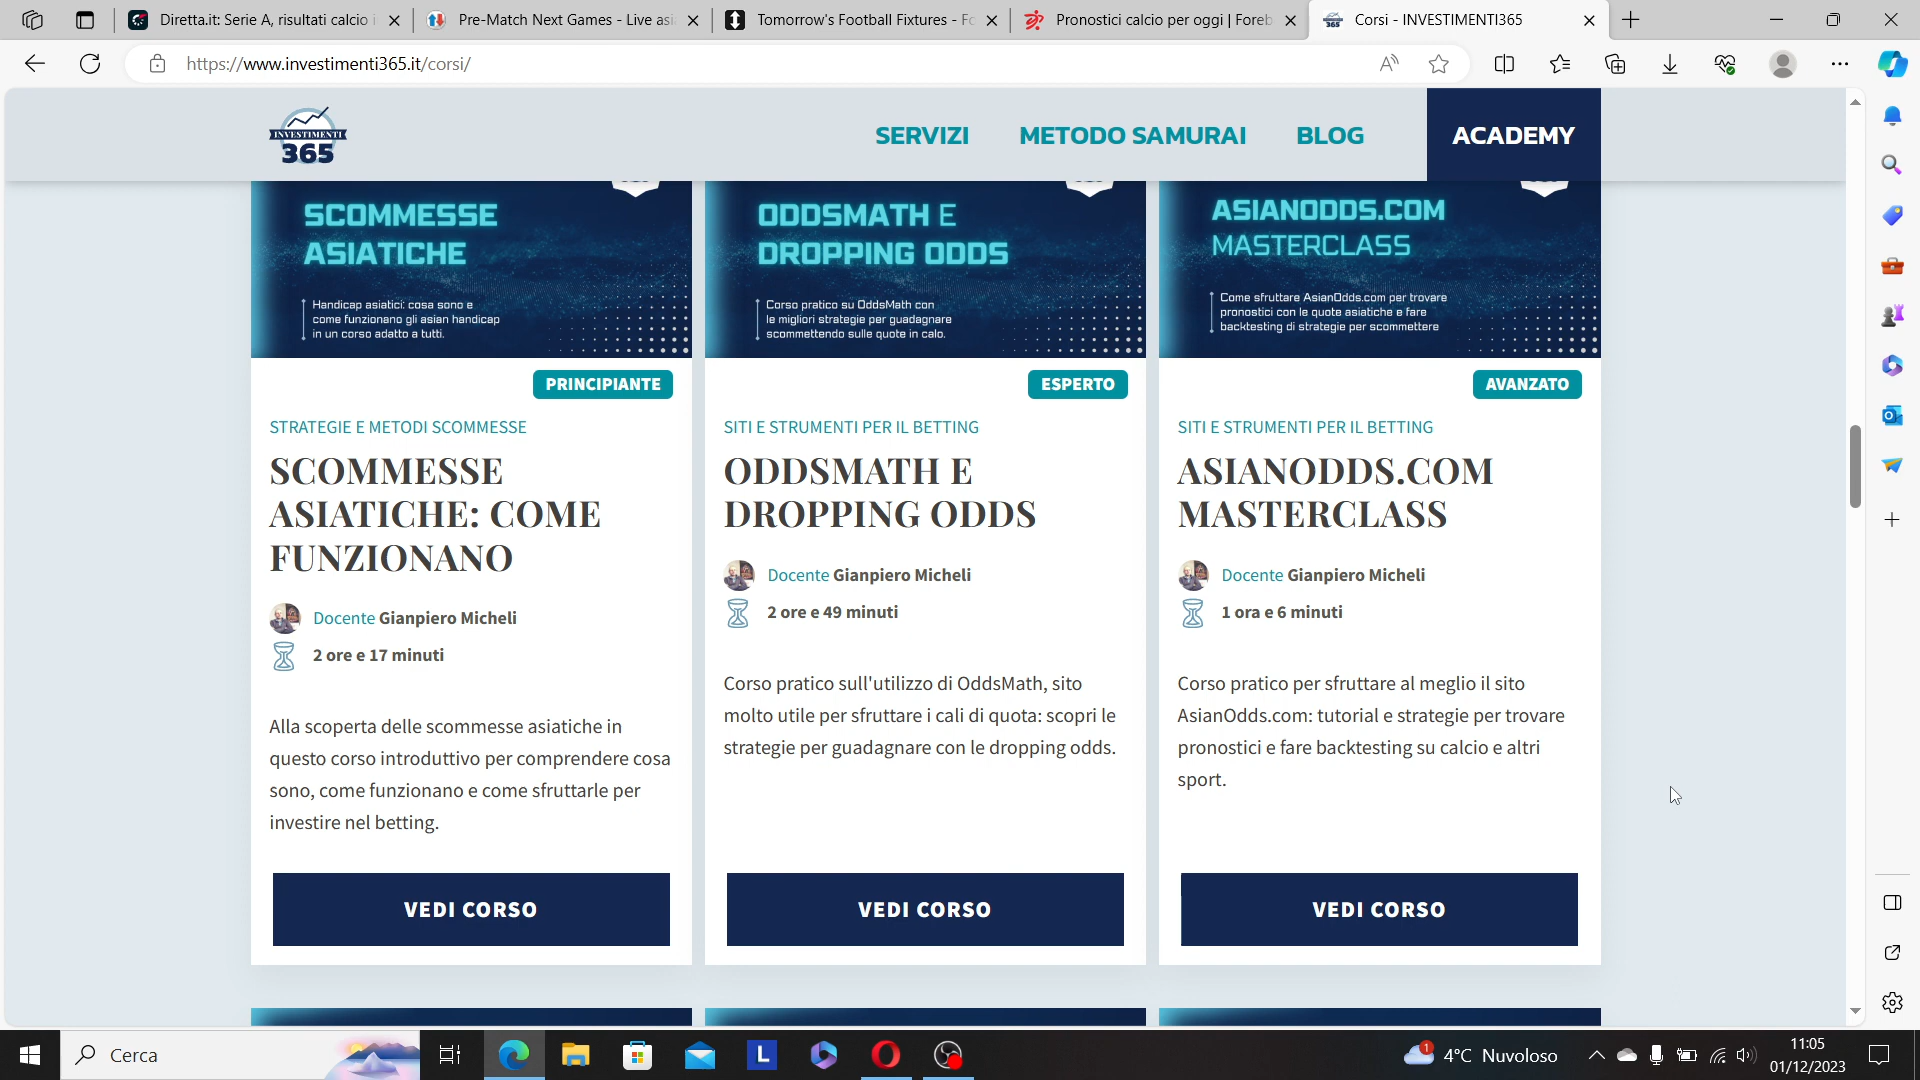 Diretta.it: Serie A, risultati calcio i
Pre-Match Next Games - Live asi
Tomorrow's Football Fixtures - Fo
Pronostici calcio per oggi | Foreb
Corsi - INVESTIMENTI365
https://www.investimenti365.it/corsi/
INVESTIMENTI
365
SERVIZI
METODO SAMURAI
BLOG
ACADEMY
SCOMMESSE
ASIATICHE
Handicap asiatici: cosa sono e
come funzionano gli asian handicap
in un corso adatto a tutti.
PRINCIPIANTE
STRATEGIE E METODI SCOMMESSE
SCOMMESSE
ASIATICHE: COME
FUNZIONANO
Docente Gianpiero Micheli
2 ore e 17 minuti
Alla scoperta delle scommesse asiatiche in
questo corso introduttivo per comprendere cosa
sono, come funzionano e come sfruttarle per
investire nel betting.
VEDI CORSO
ODDSMATH E
DROPPING ODDS
Corso pratico su OddsMath con
le migliori strategie per guadagnare
scommettendo sulle quote in calo.
ESPERTO
SITI E STRUMENTI PER IL BETTING
ODDSMATH E
DROPPING ODDS
Docente Gianpiero Micheli
2 ore e 49 minuti
Corso pratico sull'utilizzo di OddsMath, sito
molto utile per sfruttare i cali di quota: scopri le
strategie per guadagnare con le dropping odds.
VEDI CORSO
ASIANODDS.COM
MASTERCLASS
Come sfruttare AsianOdds.com per trovare
pronostici con le quote asiatiche e fare
backtesting di strategie per scommettere
AVANZATO
SITI E STRUMENTI PER IL BETTING
ASIANODDS.COM
MASTERCLASS
Docente Gianpiero Micheli
1 ora e 6 minuti
Corso pratico per sfruttare al meglio il sito
AsianOdds.com: tutorial e strategie per trovare
pronostici e fare backtesting su calcio e altri
sport.
VEDI CORSO
Cerca
L
1
4°C Nuvoloso
11:05
01/12/2023